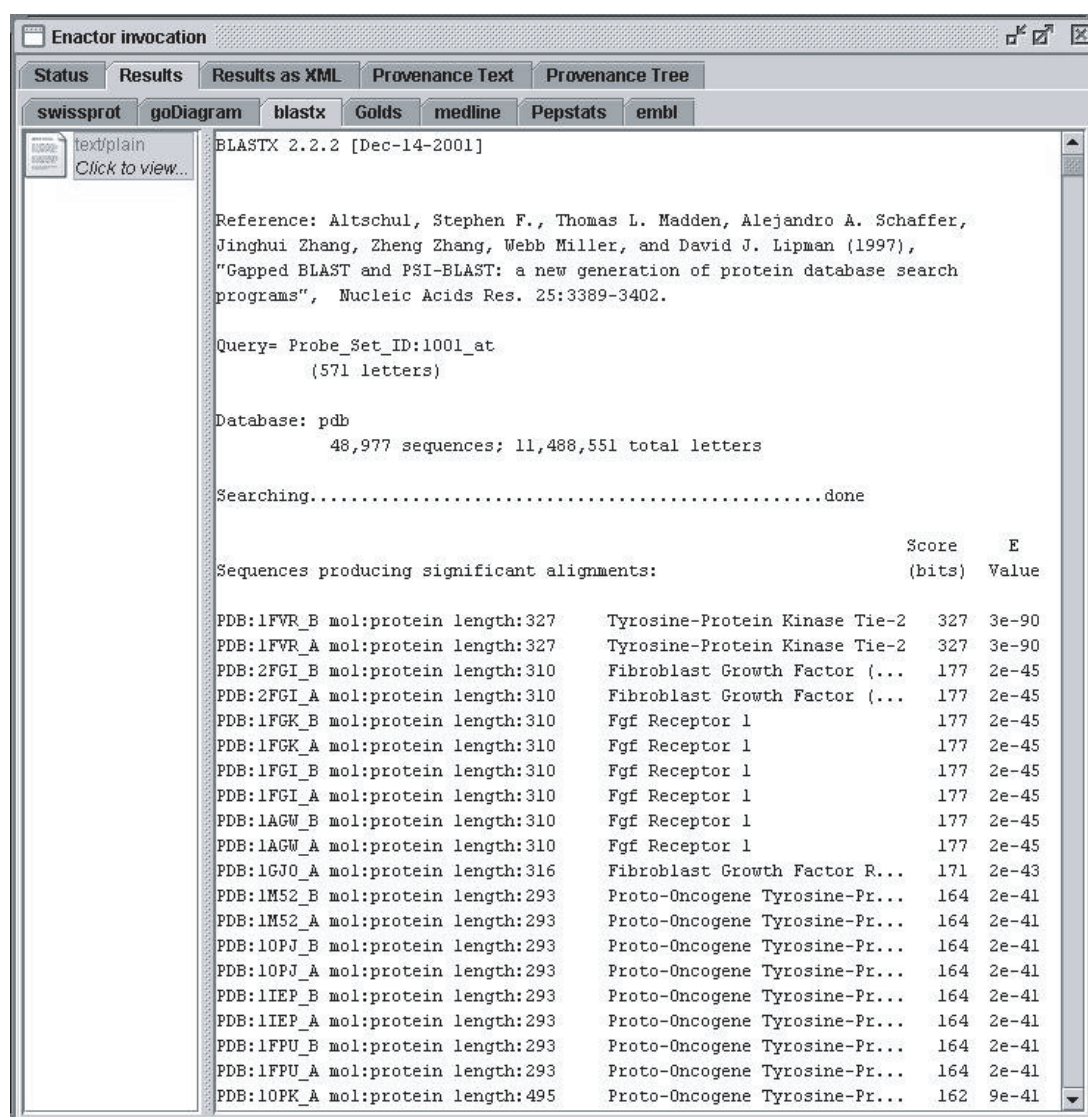 Enactor invocation
Status Results Results as XML Provenance Text Provenance Tree
swissprot goDiagram blastx Golds medline Pepstats embl
text/plain
Click to view...
BLASTX 2.2.2 [Dec-14-2001]
Reference: Altschul, Stephen F., Thomas L. Madden, Alejandro A. Schaffer,
Jinghui Zhang, Zheng Zhang, Webb Miller, and David J. Lipman (1997),
"Gapped BLAST and PSI-BLAST: a new generation of protein database search
programs", Nucleic Acids Res. 25:3389-3402.
Query= Probe_Set_ID:1001_at
(571 letters)
Database: pdb
48,977 sequences; 11,488,551 total letters
Searching..................................................done
Score E
Sequences producing significant alignments: (bits) Value
PDB:1FVR_B mol:protein length:327 Tyrosine-Protein Kinase Tie-2 327 3e-90
PDB:1FVR_A mol:protein length:327 Tyrosine-Protein Kinase Tie-2 327 3e-90
PDB:2FGI_B mol:protein length:310 Fibroblast Growth Factor (... 177 2e-45
PDB:2FGI_A mol:protein length:310 Fibroblast Growth Factor (... 177 2e-45
PDB:1FGK_B mol:protein length:310 Fgf Receptor 1 177 2e-45
PDB:1FGK_A mol:protein length:310 Fgf Receptor 1 177 2e-45
PDB:1FGI_B mol:protein length:310 Fgf Receptor 1 177 2e-45
PDB:1FGI_A mol:protein length:310 Fgf Receptor 1 177 2e-45
PDB:1AGW_B mol:protein length:310 Fgf Receptor 1 177 2e-45
PDB:1AGW_A mol:protein length:310 Fgf Receptor 1 177 2e-45
PDB:1GJO_A mol:protein length:316 Fibroblast Growth Factor R... 171 2e-43
PDB:1M52_B mol:protein length:293 Proto-Oncogene Tyrosine-Pr... 164 2e-41
PDB:1M52_A mol:protein length:293 Proto-Oncogene Tyrosine-Pr... 164 2e-41
PDB:1OPJ_B mol:protein length:293 Proto-Oncogene Tyrosine-Pr... 164 2e-41
PDB:1OPJ_A mol:protein length:293 Proto-Oncogene Tyrosine-Pr... 164 2e-41
PDB:1IEP_B mol:protein length:293 Proto-Oncogene Tyrosine-Pr... 164 2e-41
PDB:1IEP_A mol:protein length:293 Proto-Oncogene Tyrosine-Pr... 164 2e-41
PDB:1FPU_B mol:protein length:293 Proto-Oncogene Tyrosine-Pr... 164 2e-41
PDB:1FPU_A mol:protein length:293 Proto-Oncogene Tyrosine-Pr... 164 2e-41
PDB:1OPK_A mol:protein length:495 Proto-Oncogene Tyrosine-Pr... 162 9e-41